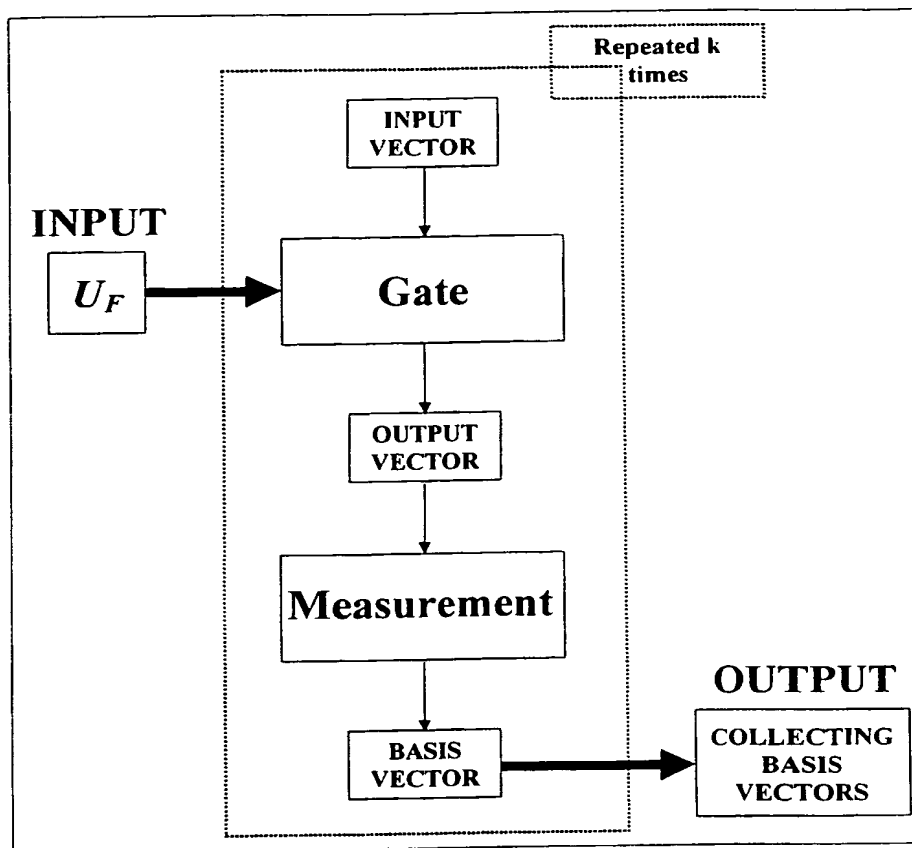 Repeated k
times
INPUT
VECTOR
INPUT
U_F
Gate
OUTPUT
VECTOR
Measurement
OUTPUT
BASIS
VECTOR
COLLECTING
BASIS
VECTORS